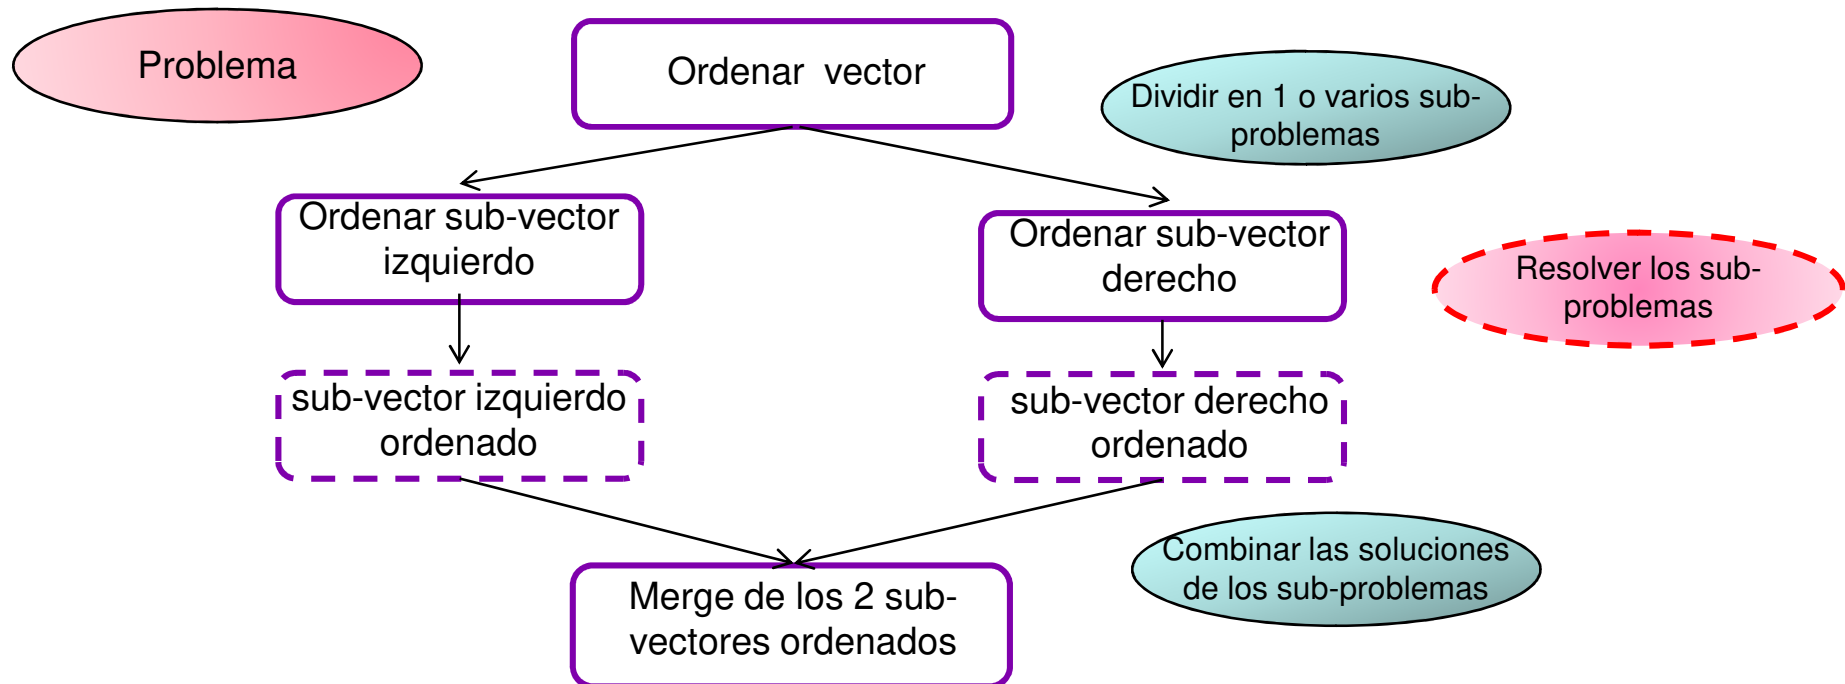 Problema
Ordenar vector
Dividir en 1 o varios sub-
problemas
Ordenar sub-vector
izquierdo
Ordenar sub-vector
derecho
Resolver los sub-
problemas
sub-vector izquierdo
ordenado
sub-vector derecho
ordenado
Combinar las soluciones
de los sub-problemas
Merge de los 2 sub-
vectores ordenados